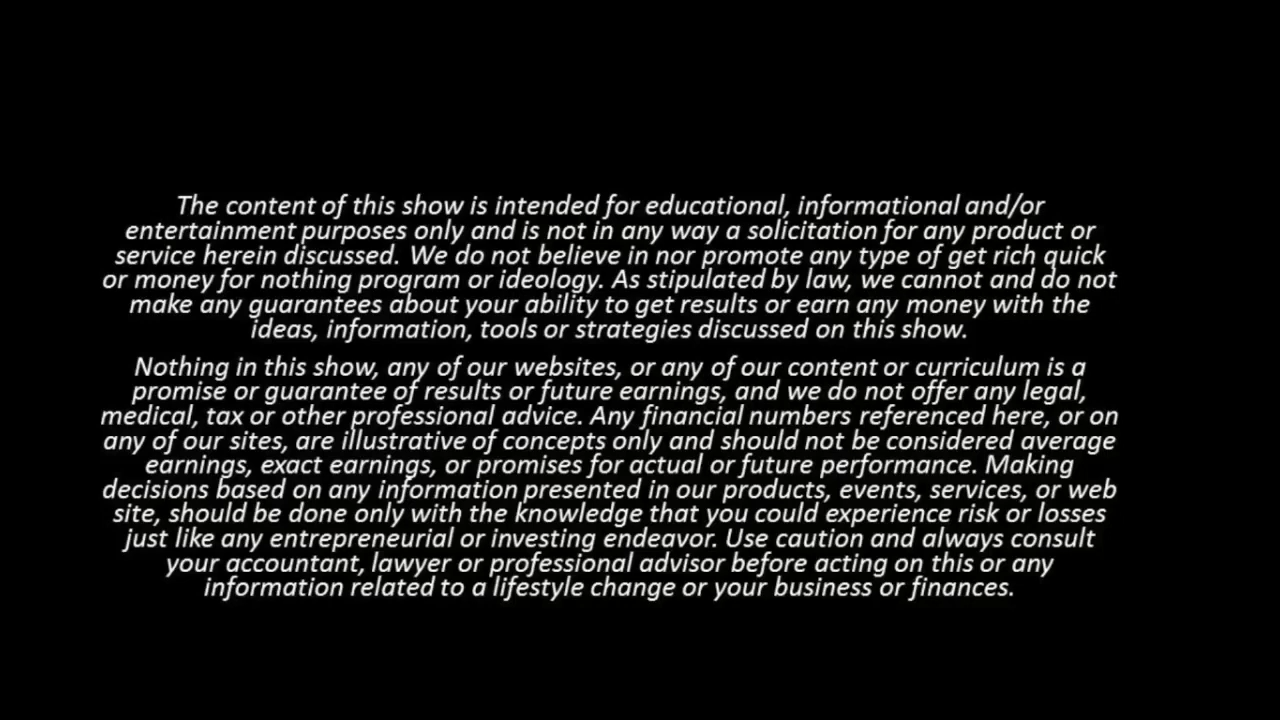 The content of this show is intended for educational, informational and/or
entertainment purposes only and is not in any way a solicitation for any product or
service herein discussed. We do not believe in nor promote any type of get rich quick
or money for nothing program or ideology. As stipulated by law, we cannot and do not
make any guarantees about your ability to get results or earn any money with the
ideas, information, tools or strategies discussed on this show.
Nothing in this show, any of our websites, or any of our content or curriculum is a
promise or guarantee of results or future earnings, and we do not offer any legal,
medical, tax or other professional advice. Any financial numbers referenced here, or on
any of our sites, are illustrative of concepts only and should not be considered average
earnings, exact earnings, or promises for actual or future performance. Making
decisions based on any information presented in our products, events, services, or web
site, should be done only with the knowledge that you could experience risk or losses
just like any entrepreneurial or investing endeavor. Use caution and always consult
your accountant, lawyer or professional advisor before acting on this or any
information related to a lifestyle change or your business or finances.